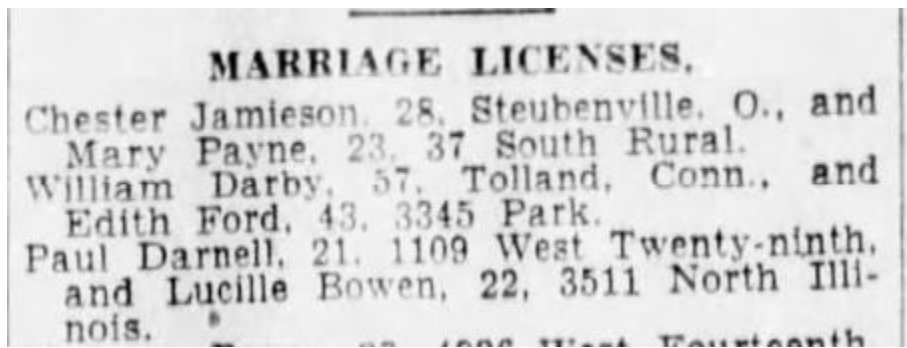 MARRIAGE LICENSES.
Chester Jamieson, 28, Steubenville, O., and
Mary Payne, 23, 37 South Rural.
William Darby, 57, Tolland, Conn., and
Edith Ford, 43, 3345 Park.
Paul Darnell, 21, 1109 West Twenty-ninth,
and Lucille Bowen, 22, 3511 North Illi-
nois.
West Fourteenth,